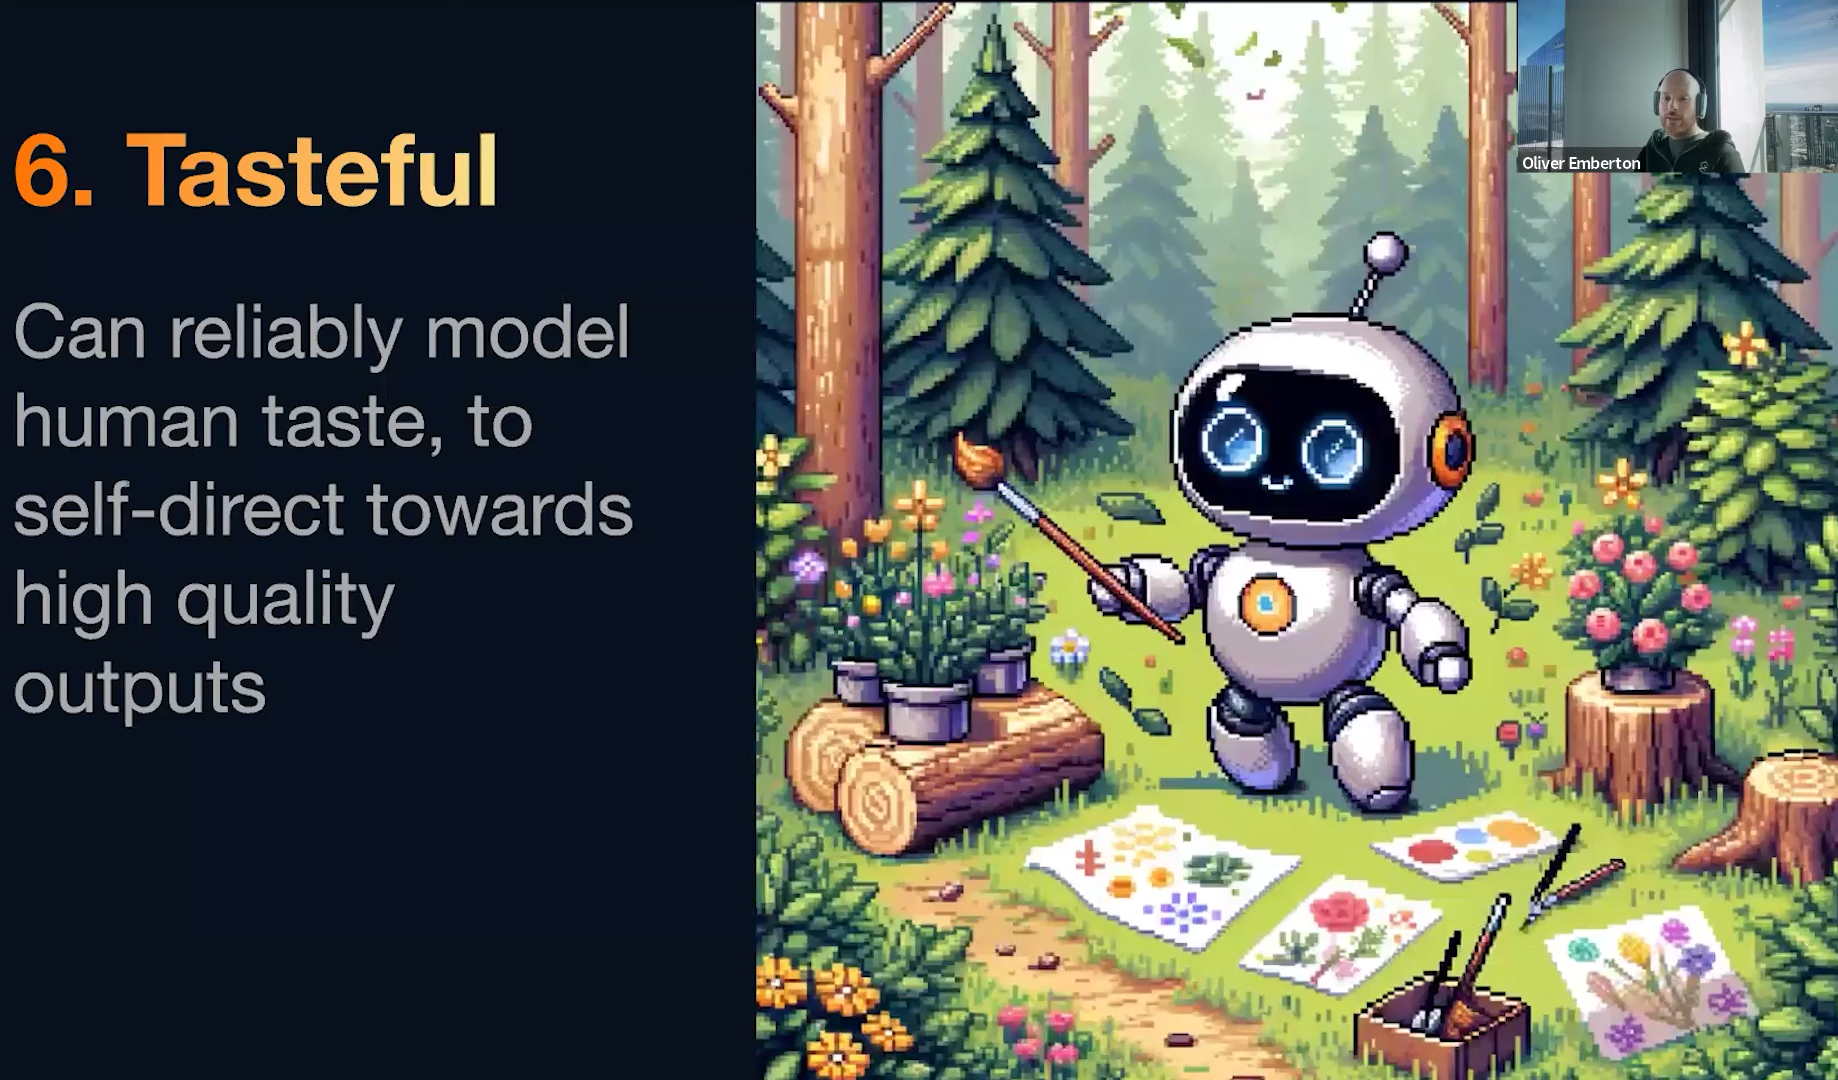 6. Tasteful
Can reliably model
human taste, to
self-direct towards
high quality
outputs
Oliver Emberton